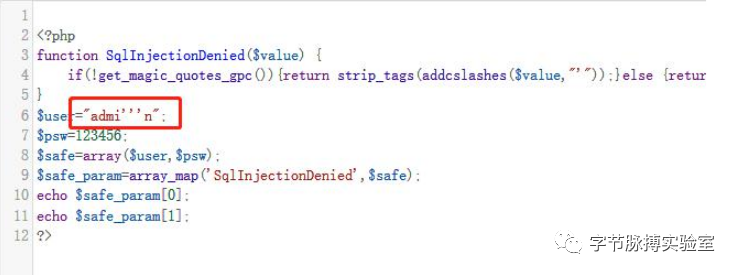 1
2 <?php
3 function SqlInjectionDenied($value) {
4 if(!get_magic_quotes_gpc()){return strip_tags(addcslashes($value,"'"));}else {retur
5 }
6 $user="admi'''n";
7 $psw=123456;
8 $safe=array($user,$psw);
9 $safe_param=array_map('SqlInjectionDenied',$safe);
10 echo $safe_param[0];
11 echo $safe_param[1];
12 ?>
字节脉搏实验室